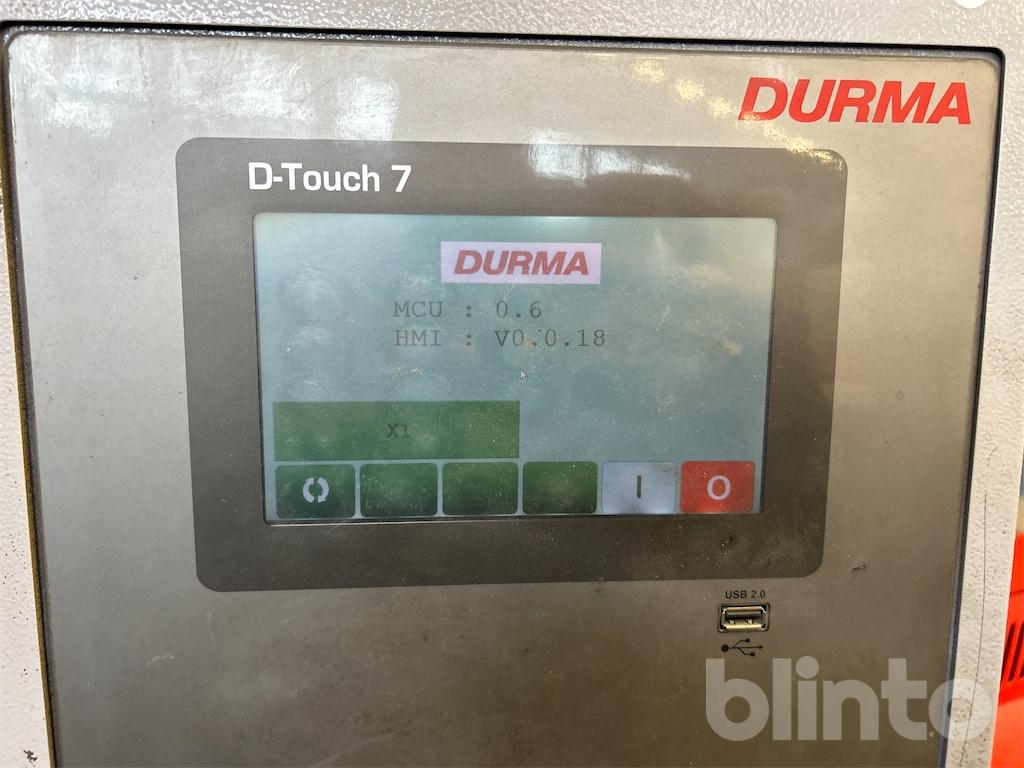 DURMA
D-Touch 7
DURMA
MCU : 0.6
HMI : V0.0.18
X1
I O
USB 2.0
blinto